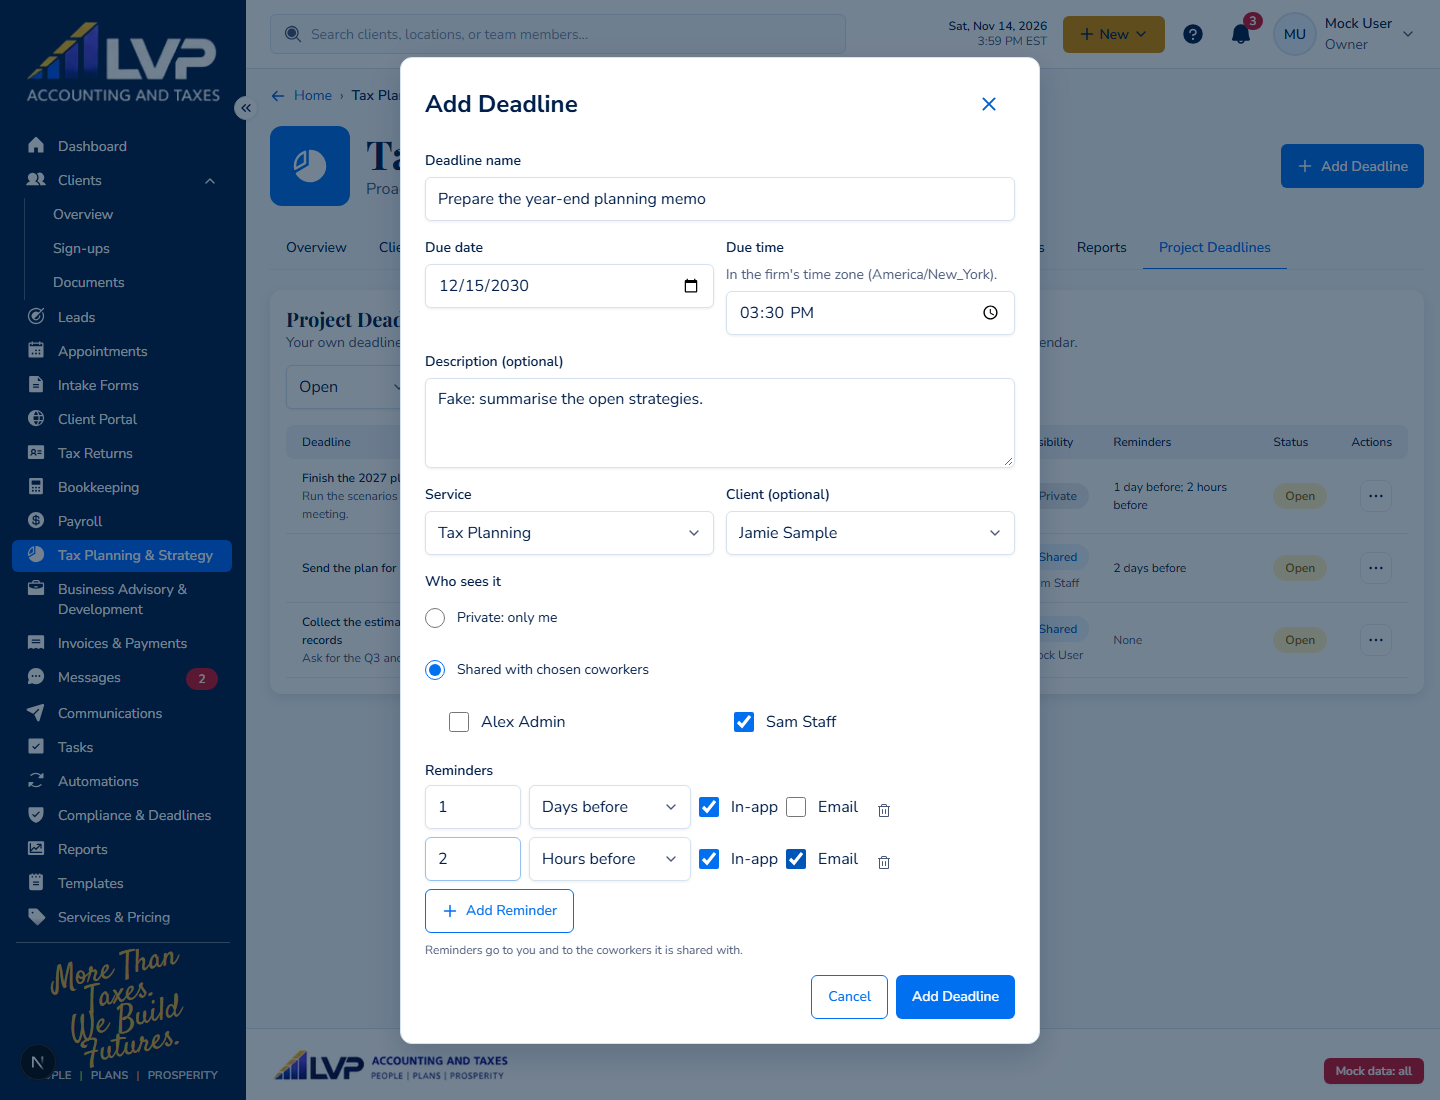 LVP
ACCOUNTING AND TAXES
Search clients, locations, or team members...
Sat, Nov 14, 2026
3:59 PM EST
New
3
MU
Mock User
Owner
Home › Tax Pla
Dashboard
Clients
Overview
Sign-ups
Documents
Leads
Appointments
Intake Forms
Client Portal
Tax Returns
Bookkeeping
Payroll
Tax Planning & Strategy
Business Advisory &
Development
Invoices & Payments
Messages
2
Communications
Tasks
Automations
Compliance & Deadlines
Reports
Templates
Services & Pricing
More Than
Taxes.
We Build
Futures.
N
PLE | PLANS | PROSPERITY
Ta
Proa
Add Deadline
Overview
Clie
s
Reports
Project Deadlines
Project Dead
Your own deadline
endar.
Open
Deadline
sibility
Reminders
Status
Actions
Finish the 2027 pl
Run the scenarios
meeting.
Private
1 day before; 2 hours
before
Open
Send the plan for
Shared
m Staff
2 days before
Open
Collect the estima
records
Ask for the Q3 and
Shared
ock User
None
Open
Add Deadline
Deadline name
Prepare the year-end planning memo
Due date
12/15/2030
Due time
In the firm's time zone (America/New_York).
03:30 PM
Description (optional)
Fake: summarise the open strategies.
Service
Tax Planning
Client (optional)
Jamie Sample
Who sees it
Private: only me
Shared with chosen coworkers
Alex Admin
Sam Staff
Reminders
1
Days before
In-app
Email
2
Hours before
In-app
Email
Add Reminder
Reminders go to you and to the coworkers it is shared with.
Cancel
Add Deadline
LVP
ACCOUNTING AND TAXES
PEOPLE | PLANS | PROSPERITY
Mock data: all